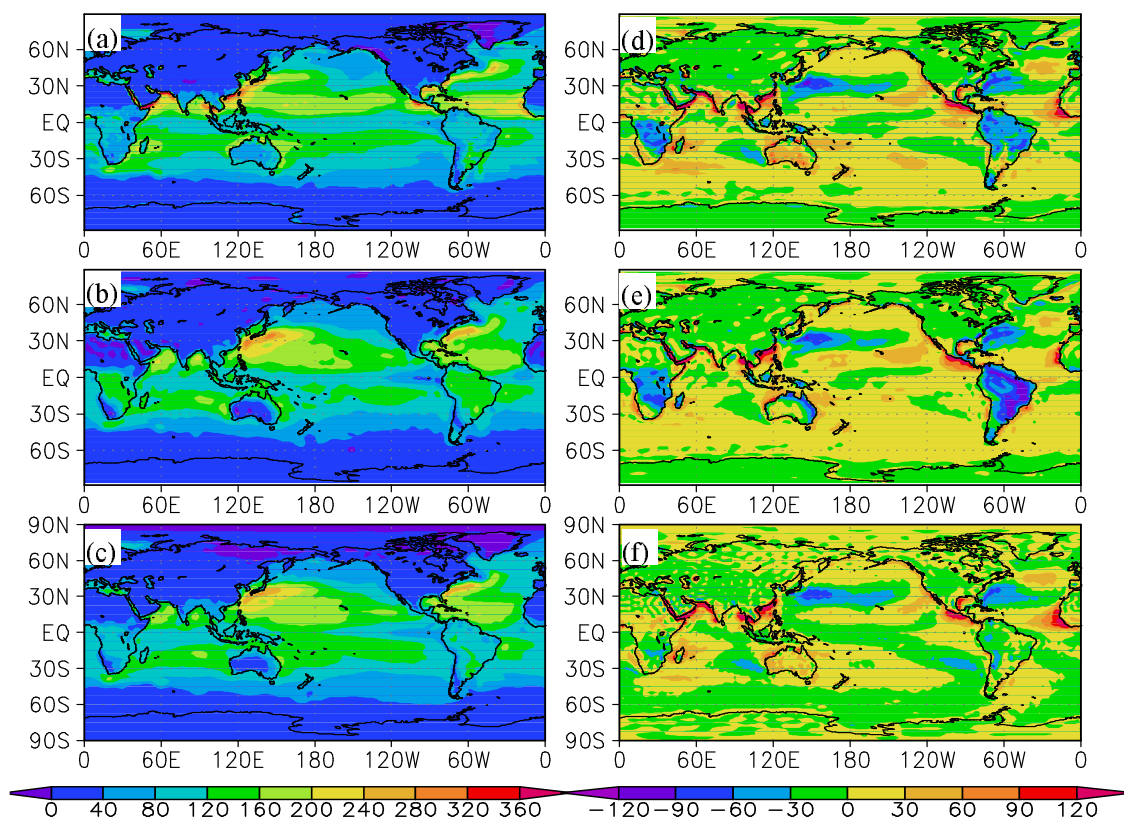 (a) (d)
60N 60N
30N 30N
EQ EQ
30S 30S
60S 60S
0 60E 120E 180 120W 60W 0 0 60E 120E 180 120W 60W 0
(b) (e)
60N 60N
30N 30N
EQ EQ
30S 30S
60S 60S
0 60E 120E 180 120W 60W 0 0 60E 120E 180 120W 60W 0
90N 90N
(c) (f)
60N 60N
30N 30N
EQ EQ
30S 30S
60S 60S
90S 90S
0 60E 120E 180 120W 60W 0 0 60E 120E 180 120W 60W 0
0 40 80 120 160 200 240 280 320 360 −120 −90 −60 −30 0 30 60 90 120